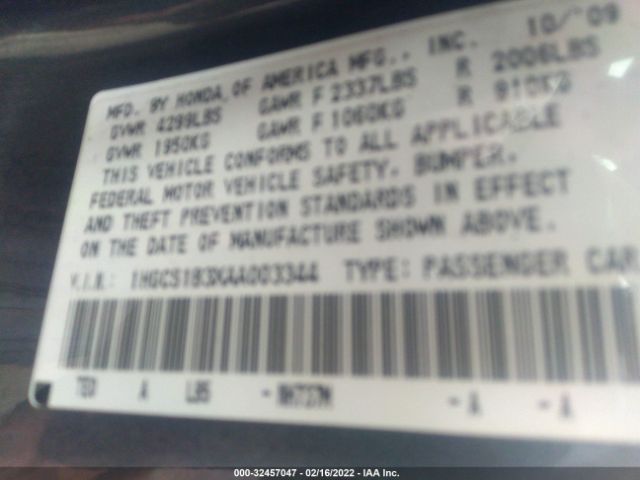 MFD. BY HONDA OF AMERICA MFG., INC. 10/'09
GVWR 4299LBS GAWR F 2337LBS R 2006LBS
GVWR 1950KG GAWR F 1060KG R 910KG
THIS VEHICLE CONFORMS TO ALL APPLICABLE
FEDERAL MOTOR VEHICLE SAFETY, BUMPER,
AND THEFT PREVENTION STANDARDS IN EFFECT
ON THE DATE OF MANUFACTURE SHOWN ABOVE.
V.I.N.: 1HGCS1B3XAA003344 TYPE: PASSENGER CAR
A - A - A
000-32457047 - 02/16/2022 - IAA Inc.